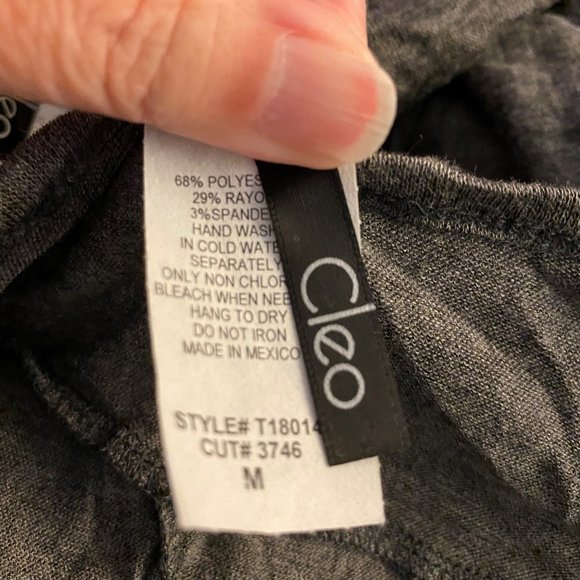 68% POLYES
29% RAYO
3%SPANDE
HAND WASH
IN COLD WATE
SEPARATELY
ONLY NON CHLOR
BLEACH WHEN NEE
HANG TO DRY
DO NOT IRON
MADE IN MEXICO
STYLE# T18014
CUT# 3746
M
Cleo
eo